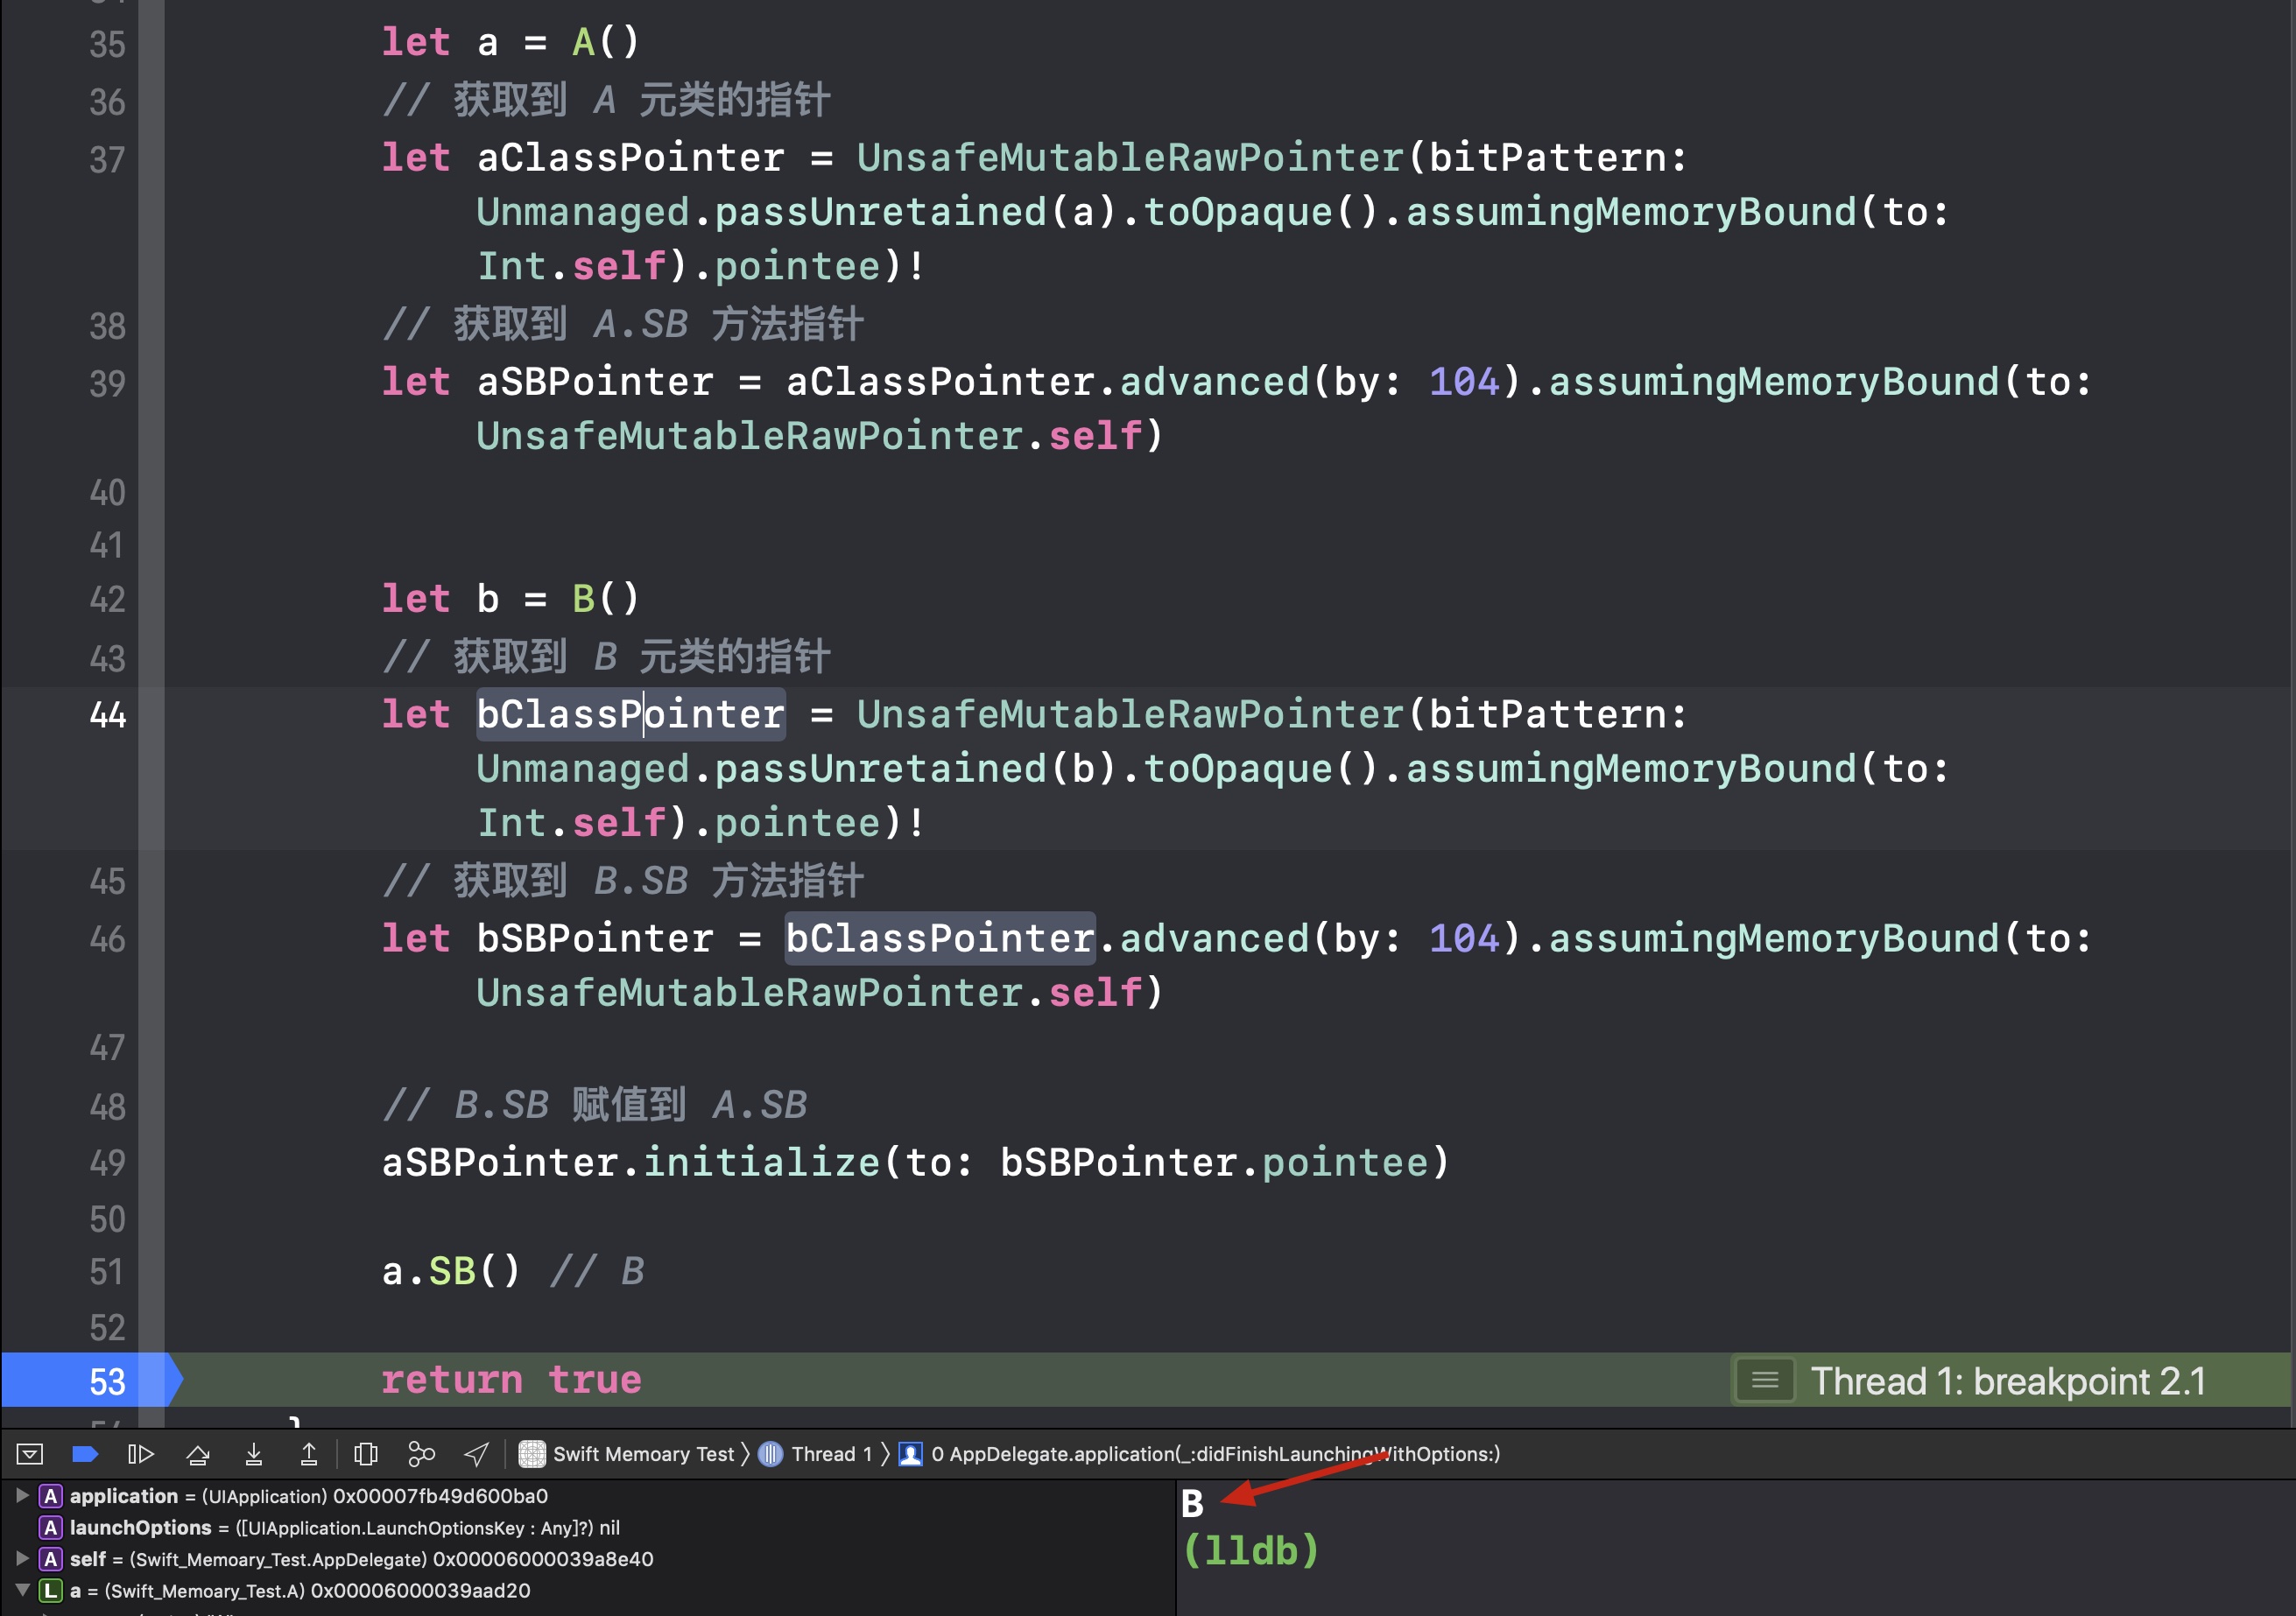 35 let a = A()
36 // 获取到 A 元类的指针
37 let aClassPointer = UnsafeMutableRawPointer(bitPattern:
Unmanaged.passUnretained(a).toOpaque().assumingMemoryBound(to:
Int.self).pointee)!
38 // 获取到 A.SB 方法指针
39 let aSBPointer = aClassPointer.advanced(by: 104).assumingMemoryBound(to:
UnsafeMutableRawPointer.self)
40
41
42 let b = B()
43 // 获取到 B 元类的指针
44 let bClassPointer = UnsafeMutableRawPointer(bitPattern:
Unmanaged.passUnretained(b).toOpaque().assumingMemoryBound(to:
Int.self).pointee)!
45 // 获取到 B.SB 方法指针
46 let bSBPointer = bClassPointer.advanced(by: 104).assumingMemoryBound(to:
UnsafeMutableRawPointer.self)
47
48 // B.SB 赋值到 A.SB
49 aSBPointer.initialize(to: bSBPointer.pointee)
50
51 a.SB() // B
52
53 return true Thread 1: breakpoint 2.1
}
Swift Memoary Test 〉 Thread 1 〉 0 AppDelegate.application(_:didFinishLaunchingWithOptions:)
A application = (UIApplication) 0x00007fb49d600ba0
A launchOptions = ([UIApplication.LaunchOptionsKey : Any]?) nil
A self = (Swift_Memoary_Test.AppDelegate) 0x00006000039a8e40
L a = (Swift_Memoary_Test.A) 0x00006000039aad20
B
(lldb)